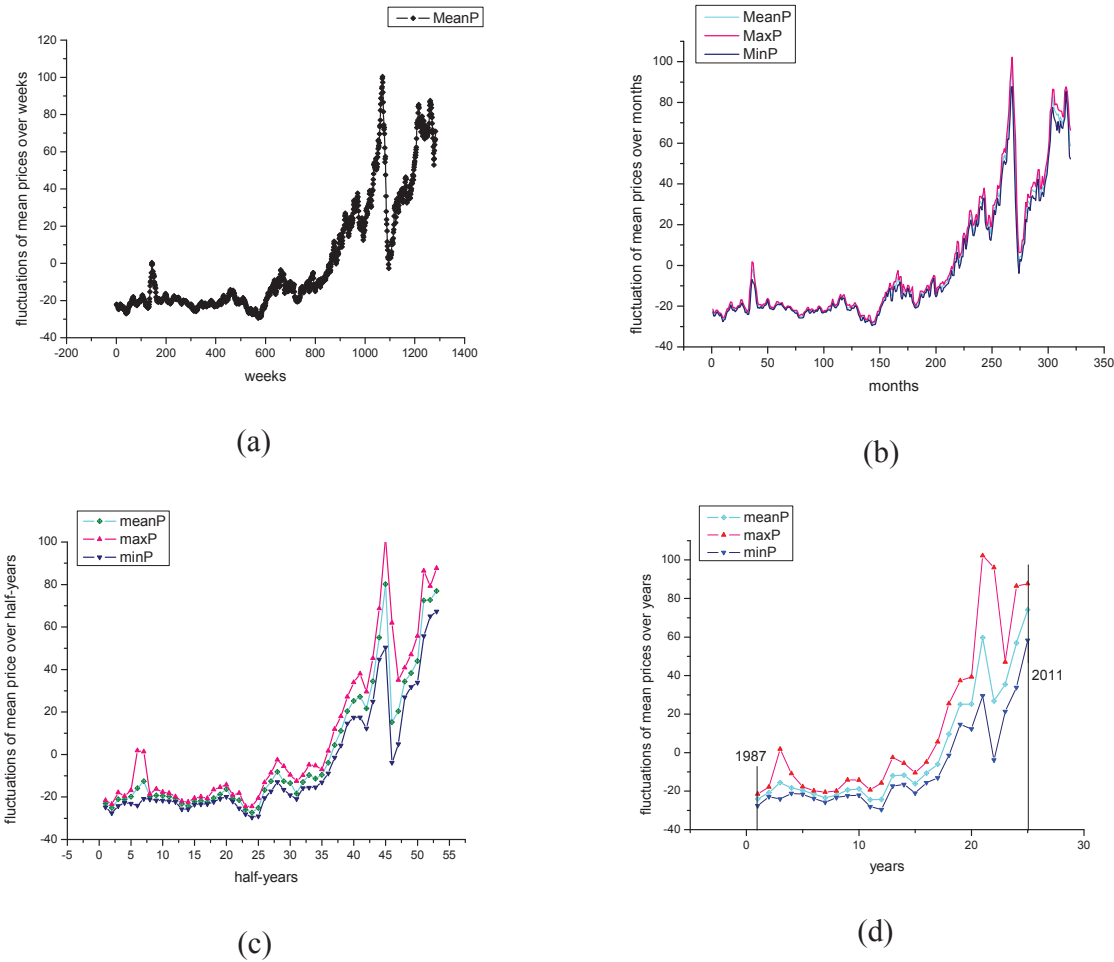 MeanP
fluctuations of mean prices over weeks
120
100
80
60
40
20
0
-20
-40
-200 0 200 400 600 800 1000 1200 1400
weeks
(a)
MeanP
MaxP
MinP
fluctuation of mean prices over months
100
80
60
40
20
0
-20
-40
0 50 100 150 200 250 300 350
months
(b)
meanP
maxP
minP
fluctuations of mean price over half-years
100
80
60
40
20
0
-20
-40
-5 0 5 10 15 20 25 30 35 40 45 50 55
half-years
(c)
meanP
maxP
minP
fluctuations of mean prices over years
100
80
60
40
20
0
-20
-40
1987
2011
0 10 20 30
years
(d)